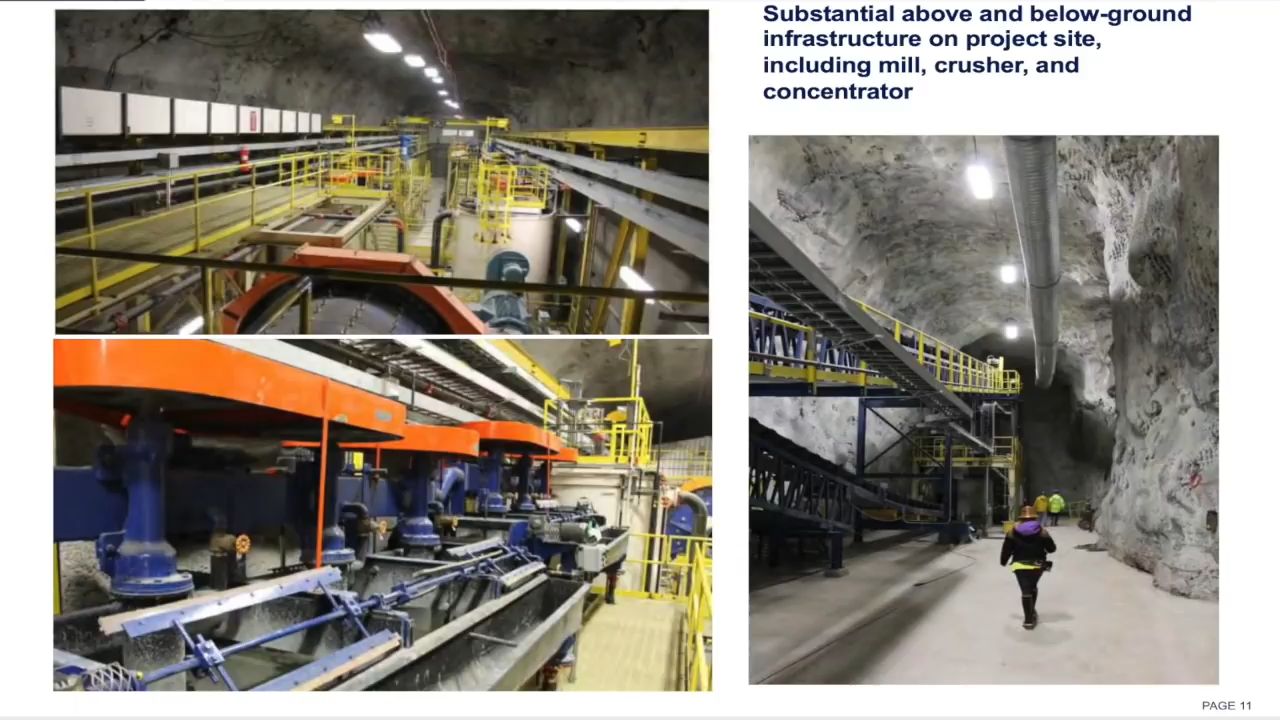 Substantial above and below-ground
infrastructure on project site,
including mill, crusher, and
concentrator
PAGE 11